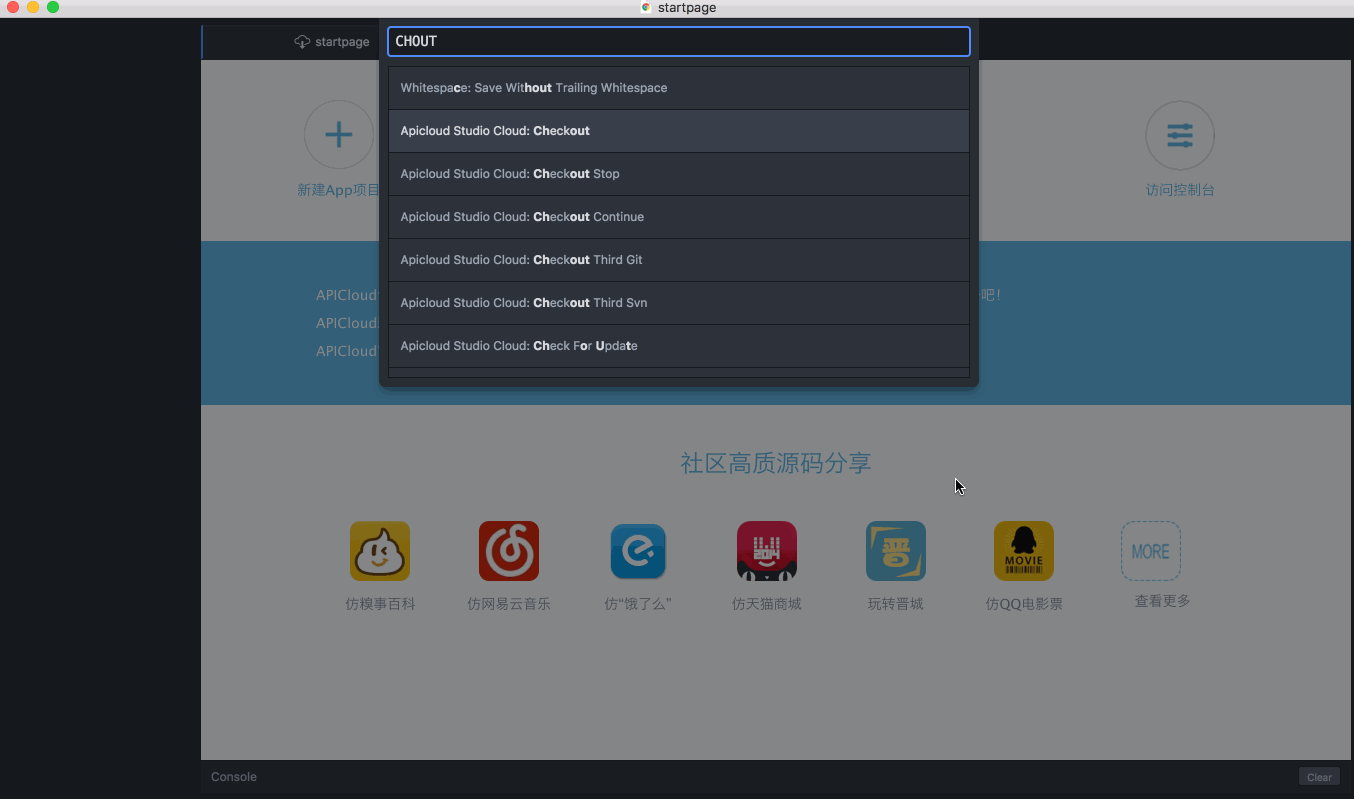 startpage
startpage
CHOUT
Whitespace: Save Without Trailing Whitespace
Apicloud Studio Cloud: Checkout
Apicloud Studio Cloud: Checkout Stop
Apicloud Studio Cloud: Checkout Continue
Apicloud Studio Cloud: Checkout Third Git
Apicloud Studio Cloud: Checkout Third Svn
Apicloud Studio Cloud: Check For Update
新建App项目
访问控制台
APICloud
吧!
APICloud
APICloud
社区高质源码分享
2014
MOVIE
MORE
仿糗事百科
仿网易云音乐
仿“饿了么”
仿天猫商城
玩转晋城
仿QQ电影票
查看更多
Console
Clear